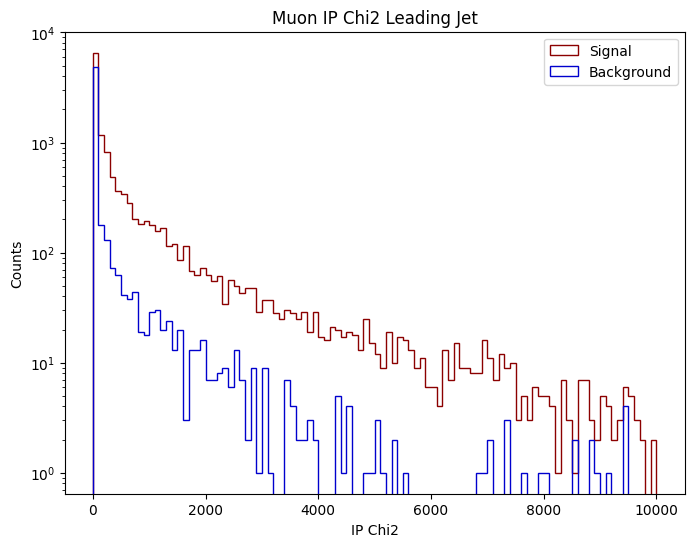 Muon IP Chi2 Leading Jet
Signal
Background
Counts
10^4
10^3
10^2
10^1
10^0
0 2000 4000 6000 8000 10000
IP Chi2